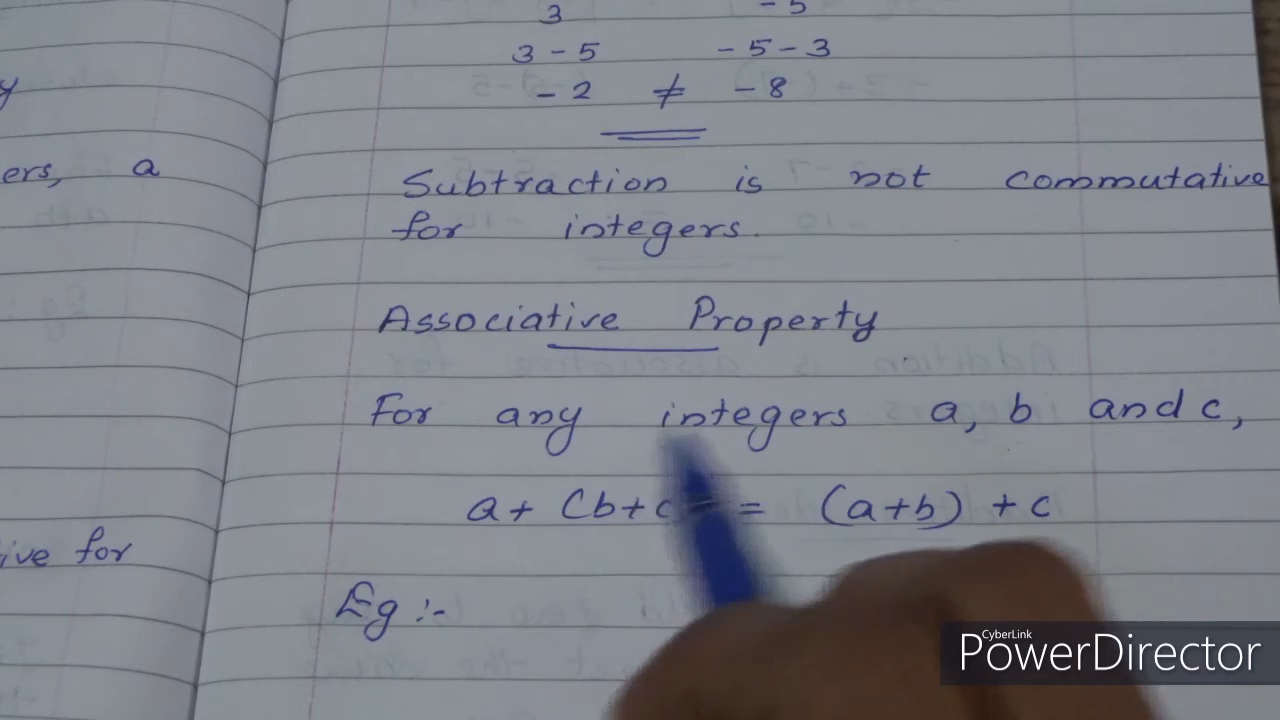 3 -5
3 - 5 -5 - 3
-2 ≠ -8
ers, a
Subtraction is not commutative
for integers.
Associative Property
For any integers a, b and c,
a + (b+c = (a+b) + c
ive for
Eg :-
CyberLink
PowerDirector